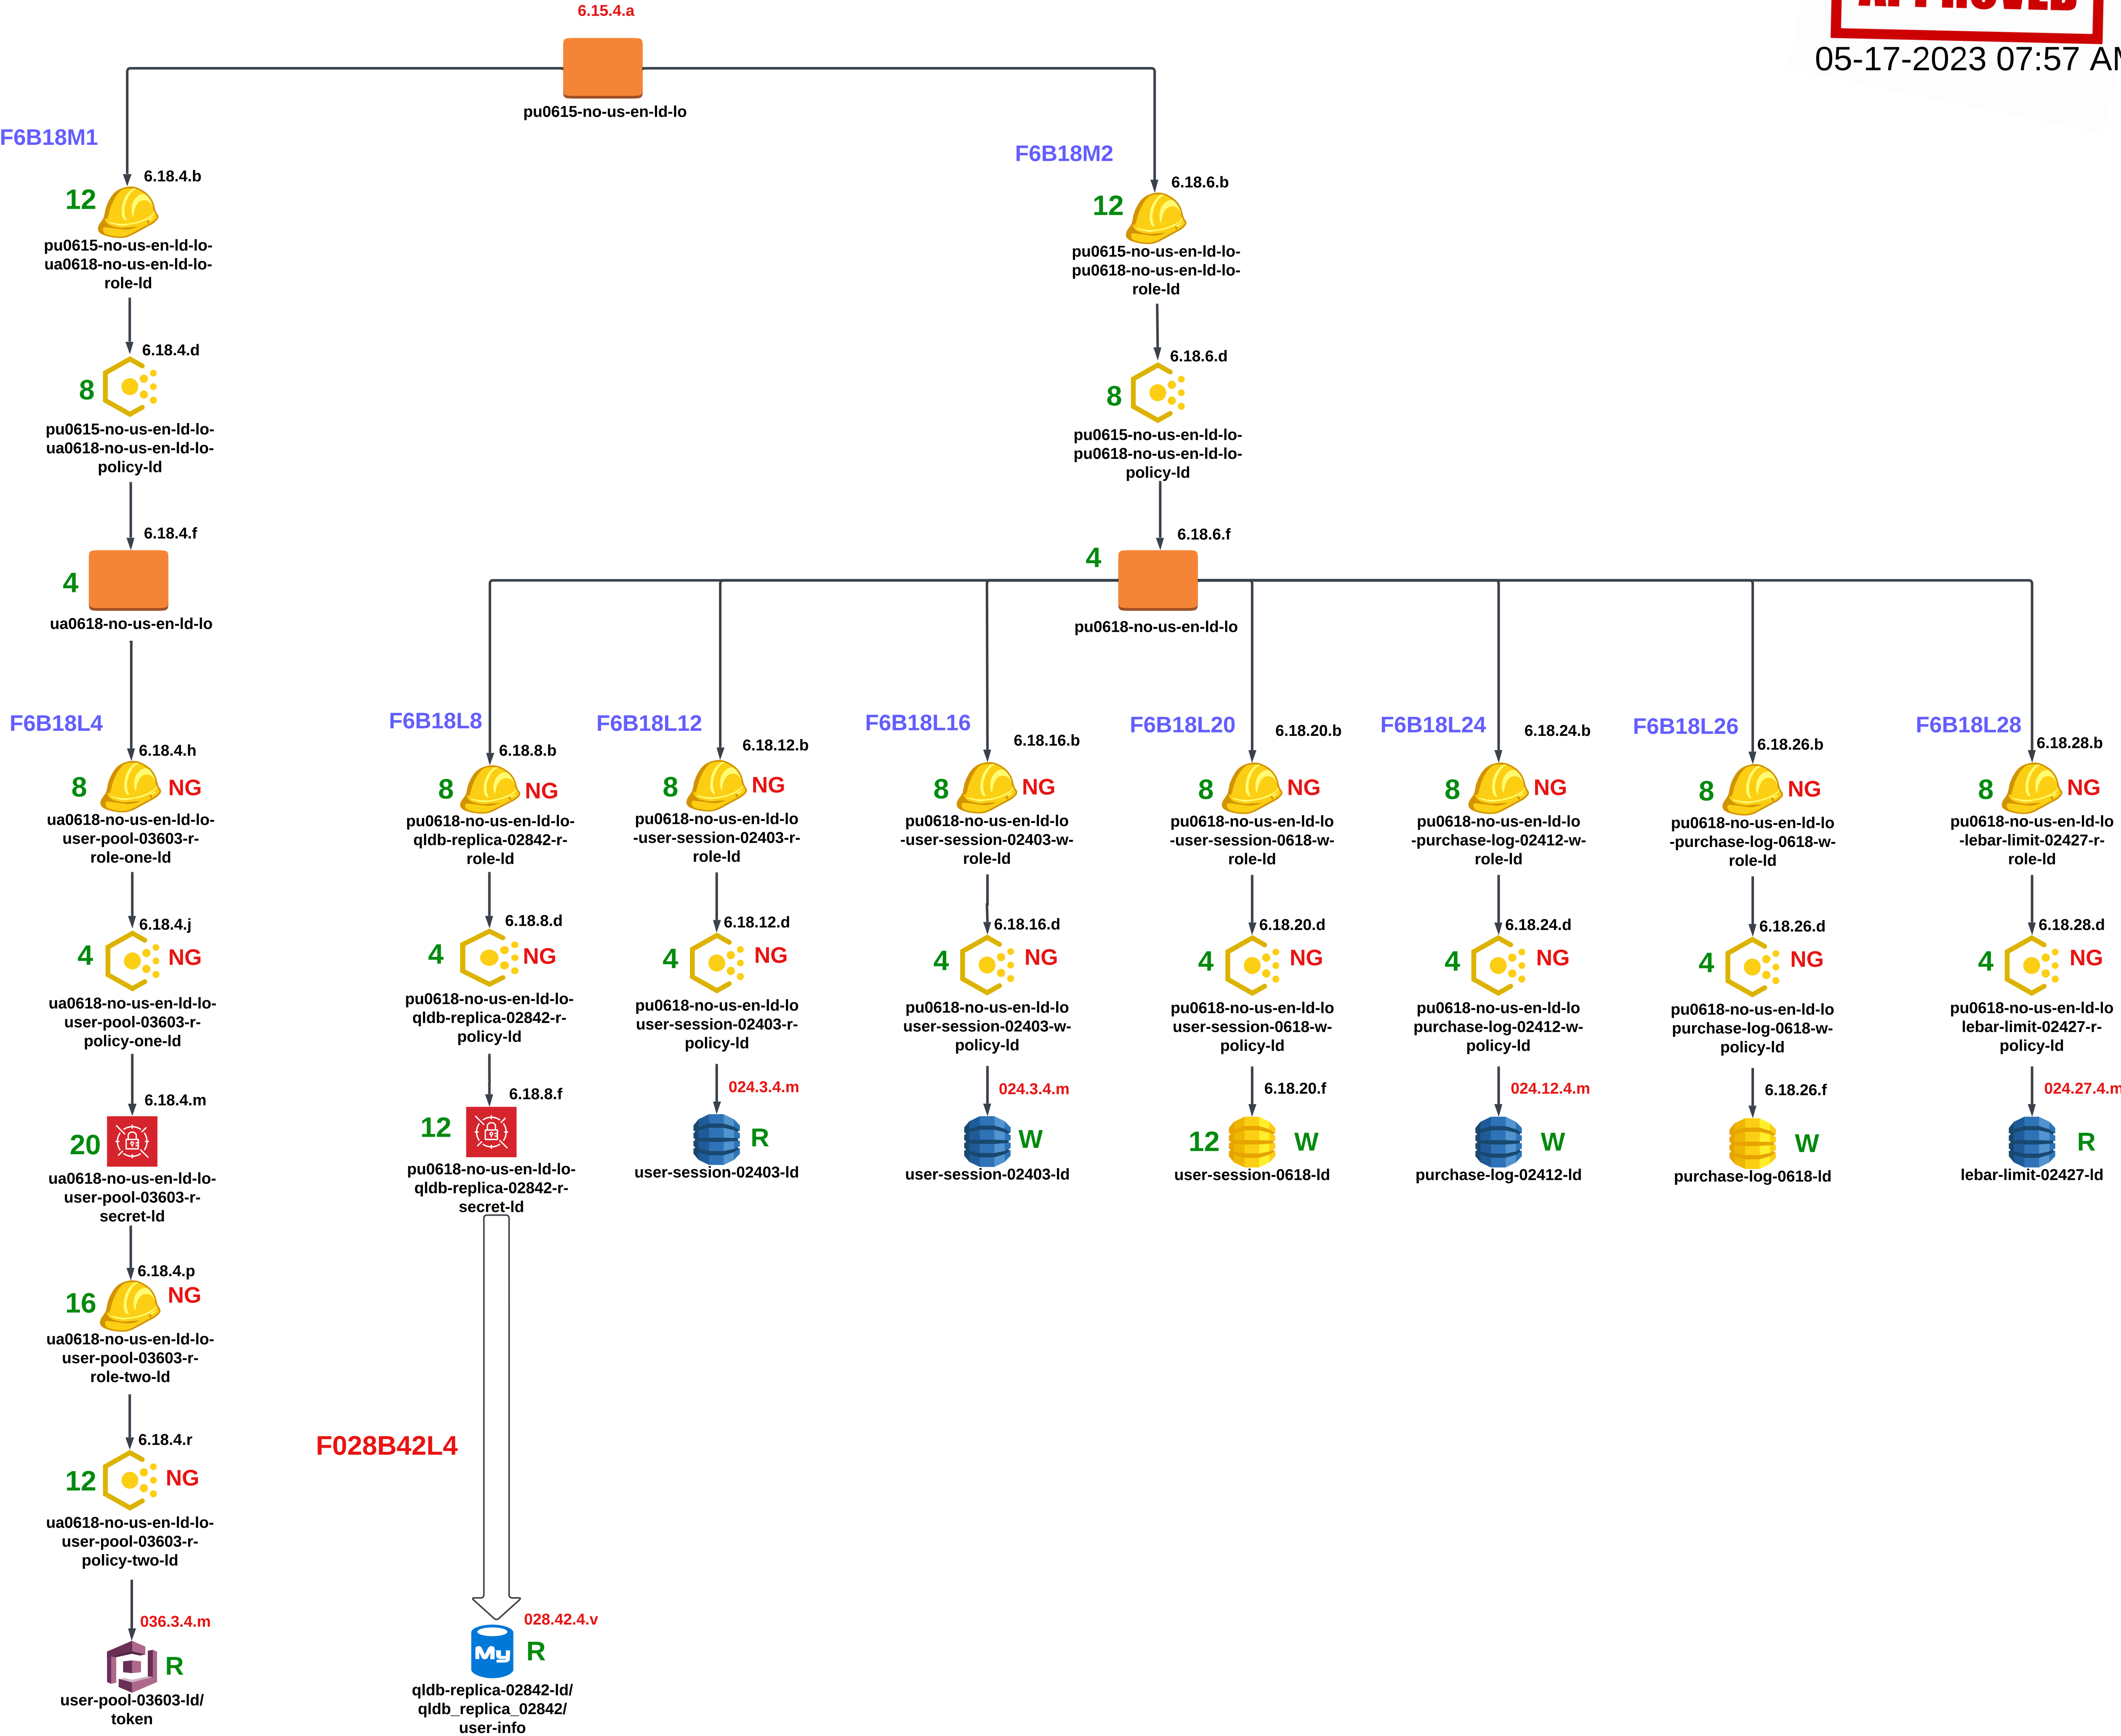 6.15.4.a
APPROVED
05-17-2023 07:57 AM
pu0615-no-us-en-ld-lo
F6B18M1
6.18.4.b
12
pu0615-no-us-en-ld-lo-
ua0618-no-us-en-ld-lo-
role-ld
6.18.4.d
8
pu0615-no-us-en-ld-lo-
ua0618-no-us-en-ld-lo-
policy-ld
6.18.4.f
4
ua0618-no-us-en-ld-lo
F6B18L4
6.18.4.h
8
NG
ua0618-no-us-en-ld-lo-
user-pool-03603-r-
role-one-ld
6.18.4.j
4
NG
ua0618-no-us-en-ld-lo-
user-pool-03603-r-
policy-one-ld
6.18.4.m
20
ua0618-no-us-en-ld-lo-
user-pool-03603-r-
secret-ld
6.18.4.p
16
NG
ua0618-no-us-en-ld-lo-
user-pool-03603-r-
role-two-ld
6.18.4.r
12
NG
ua0618-no-us-en-ld-lo-
user-pool-03603-r-
policy-two-ld
036.3.4.m
R
user-pool-03603-ld/
token
F6B18M2
6.18.6.b
12
pu0615-no-us-en-ld-lo-
pu0618-no-us-en-ld-lo-
role-ld
6.18.6.d
8
pu0615-no-us-en-ld-lo-
pu0618-no-us-en-ld-lo-
policy-ld
6.18.6.f
4
pu0618-no-us-en-ld-lo
F6B18L8
6.18.8.b
8
NG
pu0618-no-us-en-ld-lo-
qldb-replica-02842-r-
role-ld
6.18.8.d
4
NG
pu0618-no-us-en-ld-lo-
qldb-replica-02842-r-
policy-ld
6.18.8.f
12
pu0618-no-us-en-ld-lo-
qldb-replica-02842-r-
secret-ld
F028B42L4
028.42.4.v
My
R
qldb-replica-02842-ld/
qldb_replica_02842/
user-info
F6B18L12
6.18.12.b
8
NG
pu0618-no-us-en-ld-lo
-user-session-02403-r-
role-ld
6.18.12.d
4
NG
pu0618-no-us-en-ld-lo
user-session-02403-r-
policy-ld
024.3.4.m
R
user-session-02403-ld
F6B18L16
6.18.16.b
8
NG
pu0618-no-us-en-ld-lo
-user-session-02403-w-
role-ld
6.18.16.d
4
NG
pu0618-no-us-en-ld-lo
user-session-02403-w-
policy-ld
024.3.4.m
W
user-session-02403-ld
F6B18L20
6.18.20.b
8
NG
pu0618-no-us-en-ld-lo
-user-session-0618-w-
role-ld
6.18.20.d
4
NG
pu0618-no-us-en-ld-lo
user-session-0618-w-
policy-ld
6.18.20.f
12
W
user-session-0618-ld
F6B18L24
6.18.24.b
8
NG
pu0618-no-us-en-ld-lo
-purchase-log-02412-w-
role-ld
6.18.24.d
4
NG
pu0618-no-us-en-ld-lo
purchase-log-02412-w-
policy-ld
024.12.4.m
W
purchase-log-02412-ld
F6B18L26
6.18.26.b
8
NG
pu0618-no-us-en-ld-lo
-purchase-log-0618-w-
role-ld
6.18.26.d
4
NG
pu0618-no-us-en-ld-lo
purchase-log-0618-w-
policy-ld
6.18.26.f
W
purchase-log-0618-ld
F6B18L28
6.18.28.b
8
NG
pu0618-no-us-en-ld-lo
-lebar-limit-02427-r-
role-ld
6.18.28.d
4
NG
pu0618-no-us-en-ld-lo
lebar-limit-02427-r-
policy-ld
024.27.4.m
R
lebar-limit-02427-ld